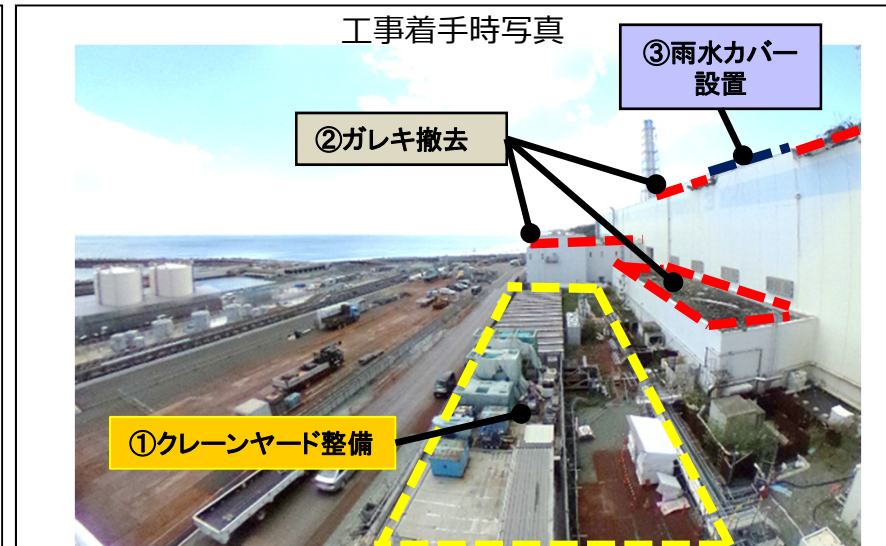 工事着手時写真
③雨水カバー
設置
②ガレキ撤去
①クレーンヤード整備